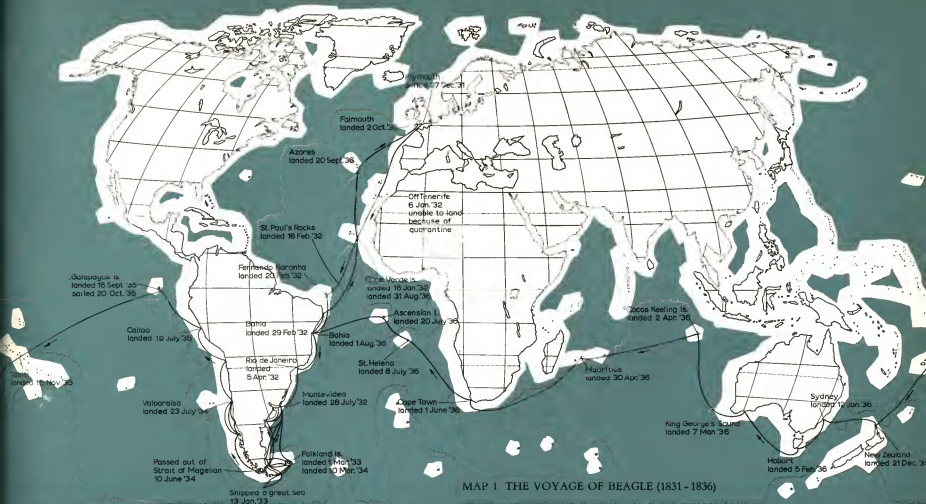 Plymouth
27 Dec.'31
Falmouth
landed 2 Oct.'36
Azores
landed 20 Sept.'36
Off Tenerife
6 Jan.'32
unable to land
because of
quarantine
St. Paul's Rocks
landed 16 Feb.'32
Fernando Noronha
landed 20 Feb.'32
Cape Verde Is.
landed 16 Jan.'32
landed 31 Aug.'36
Galapagos Is.
landed 16 Sept.'35
sailed 20 Oct.'35
Ascension I.
landed 20 July'36
Cocos Keeling Is.
landed 2 Apr.'36
Callao
landed 19 July'35
Bahia
landed 29 Feb'32
Bahia
landed 1 Aug.'36
St. Helena
landed 8 July'36
Rio de Janeiro
landed
5 Apr.'32
landed 15 Nov'35
Mauritius
landed 30 Apr.'36
Valparaiso
landed 23 July'34
Montevideo
landed 28 July'32
Cape Town
landed 1 June'36
Sydney
landed 12 Jan.'36
King George's Sound
landed 7 Mar.'36
Passed out of
Strait of Magellan
10 June '34
Falkland Is.
landed 1 Mar.'33
landed 10 Mar.'34
Hobart
landed 5 Feb.'36
New Zealand
landed 21 Dec.
Shipped a great sea
13 Jan.'33
MAP 1 THE VOYAGE OF BEAGLE (1831-1836)